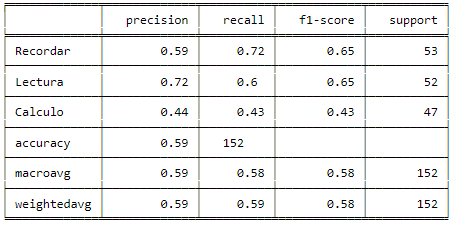 precision recall f1-score support
Recordar 0.59 0.72 0.65 53
Lectura 0.72 0.6 0.65 52
Calculo 0.44 0.43 0.43 47
accuracy 0.59 152
macroavg 0.59 0.58 0.58 152
weightedavg 0.59 0.59 0.58 152